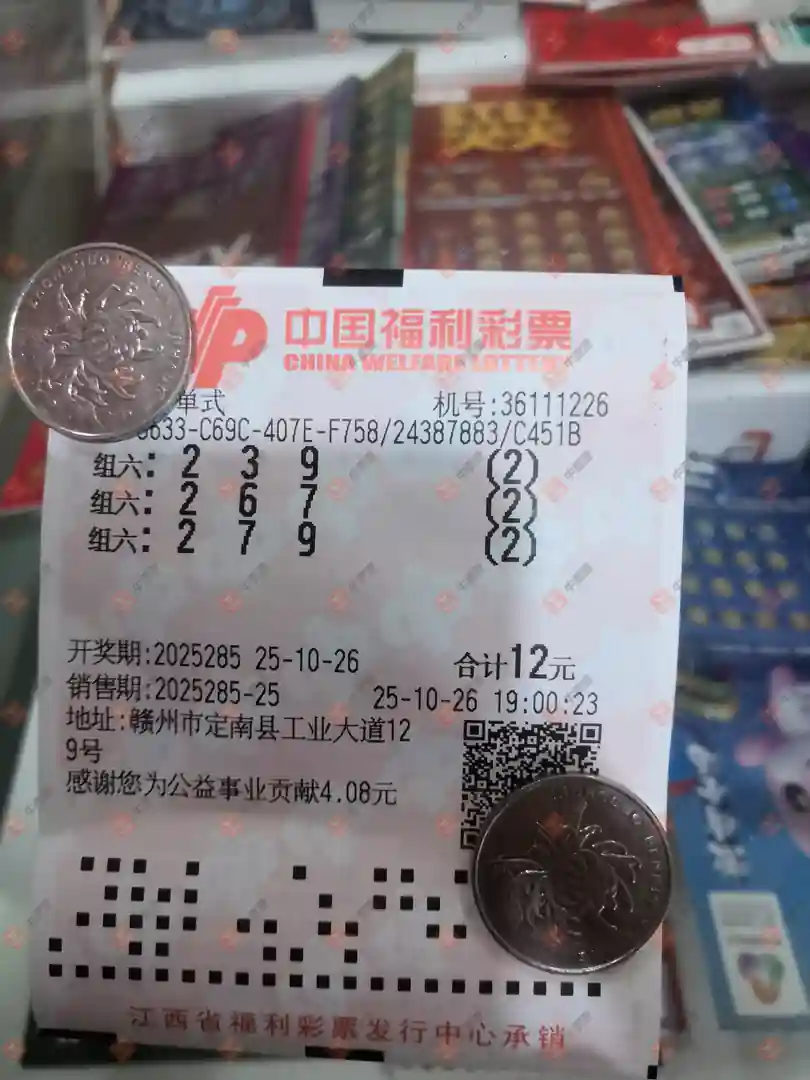 中国福利彩票
CHINA WELFARE LOTTERY
单式 机号:36111226
633-C69C-407E-F758/24387883/C451B
组六: 2 3 9 (2)
组六: 2 6 7 (2)
组六: 2 7 9 (2)
开奖期:2025285 25-10-26 合计12元
销售期:2025285-25 25-10-26 19:00:23
地址:赣州市定南县工业大道12
9号
感谢您为公益事业贡献4.08元
江西省福利彩票发行中心承销